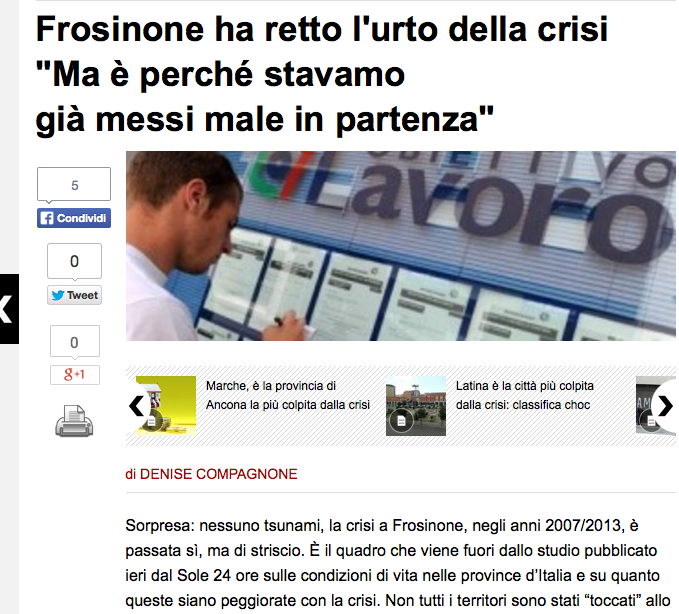 Frosinone ha retto l'urto della crisi
"Ma è perché stavamo
già messi male in partenza"
5
Condividi
0
Tweet
0
g+1
OBIETTIVO
Lavoro
Marche, è la provincia di
Ancona la più colpita dalla crisi
Latina è la città più colpita
dalla crisi: classifica choc
di DENISE COMPAGNONE
Sorpresa: nessuno tsunami, la crisi a Frosinone, negli anni 2007/2013, è
passata sì, ma di striscio. È il quadro che viene fuori dallo studio pubblicato
ieri dal Sole 24 ore sulle condizioni di vita nelle province d'Italia e su quanto
queste siano peggiorate con la crisi. Non tutti i territori sono stati “toccati” allo